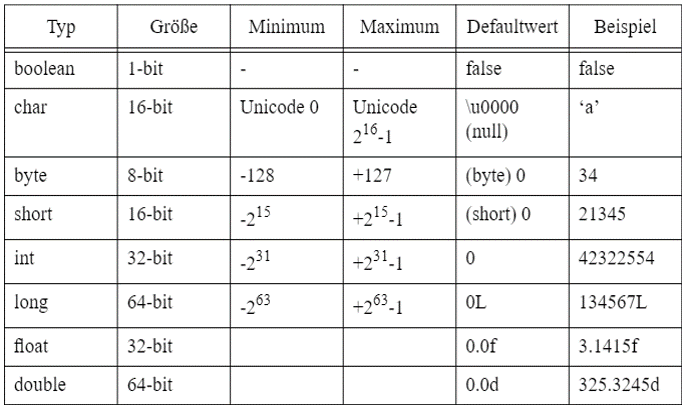 Typ Größe Minimum Maximum Defaultwert Beispiel
boolean 1-bit - - false false
char 16-bit Unicode 0 Unicode \u0000 ‘a’
2^16-1 (null)
byte 8-bit -128 +127 (byte) 0 34
short 16-bit -2^15 +2^15-1 (short) 0 21345
int 32-bit -2^31 +2^31-1 0 42322554
long 64-bit -2^63 +2^63-1 0L 134567L
float 32-bit 0.0f 3.1415f
double 64-bit 0.0d 325.3245d